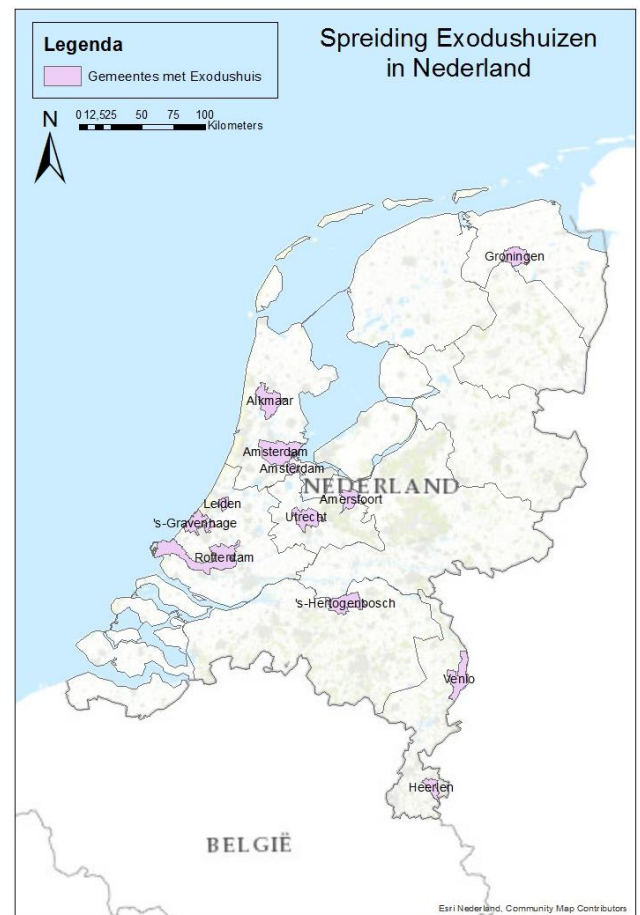 Legenda
Gemeentes met Exodushuis
Spreiding Exodushuizen
in Nederland
N
0 12,525 50 75 100
Kilometers
Groningen
Alkmaar
Amsterdam
Amsterdam
NEDERLAND
Amersfoort
Leiden
Utrecht
's-Gravenhage
Rotterdam
's-Hertogenbosch
Venlo
Heerlen
BELGIË
Esri Nederland, Community Map Contributors